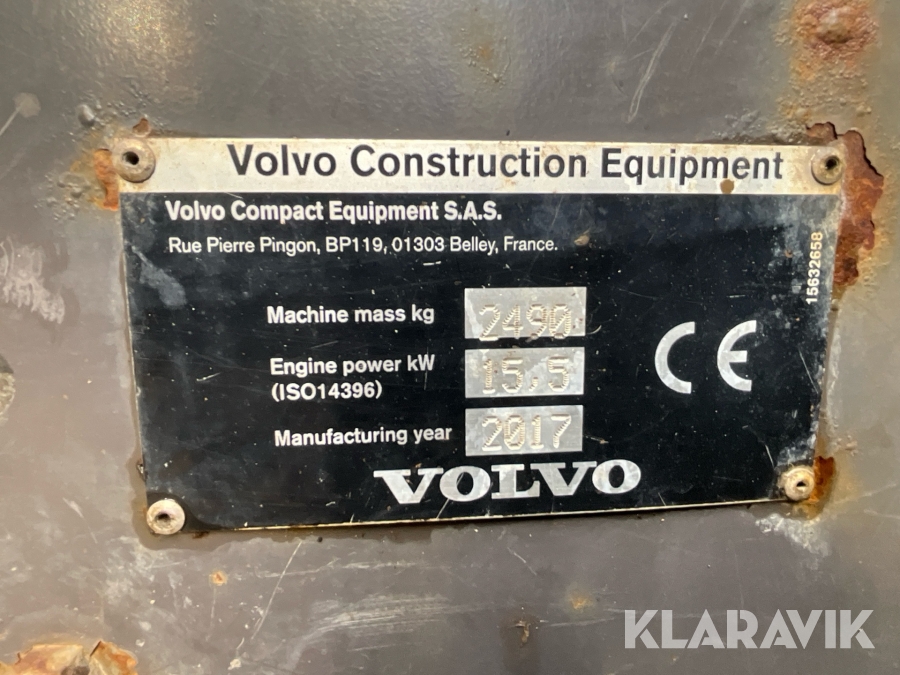 Volvo Construction Equipment
Volvo Compact Equipment S.A.S.
Rue Pierre Pingon, BP119, 01303 Belley, France.
15632658
Machine mass kg 2490
Engine power kW 15.5
(ISO14396)
Manufacturing year 2017
CE
VOLVO
KLARAVIK